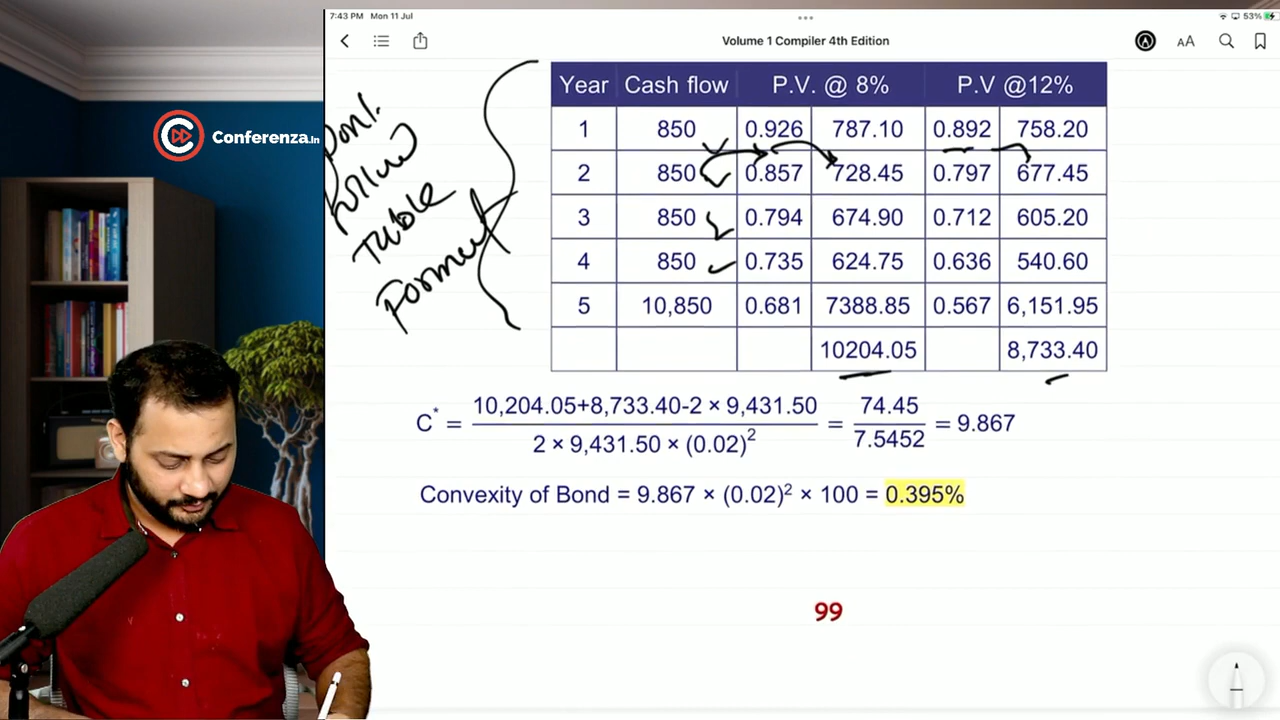 7:43 PM Mon 11 Jul
53%
Volume 1 Compiler 4th Edition
AA
Conferenza.in
Dont
follow
Table
Format
Year Cash flow P.V. @ 8% P.V @12%
1 850 0.926 787.10 0.892 758.20
2 850 0.857 728.45 0.797 677.45
3 850 0.794 674.90 0.712 605.20
4 850 0.735 624.75 0.636 540.60
5 10,850 0.681 7388.85 0.567 6,151.95
10204.05 8,733.40
C* = 10,204.05+8,733.40-2 × 9,431.50 / 2 × 9,431.50 × (0.02)² = 74.45 / 7.5452 = 9.867
Convexity of Bond = 9.867 × (0.02)² × 100 = 0.395%
99